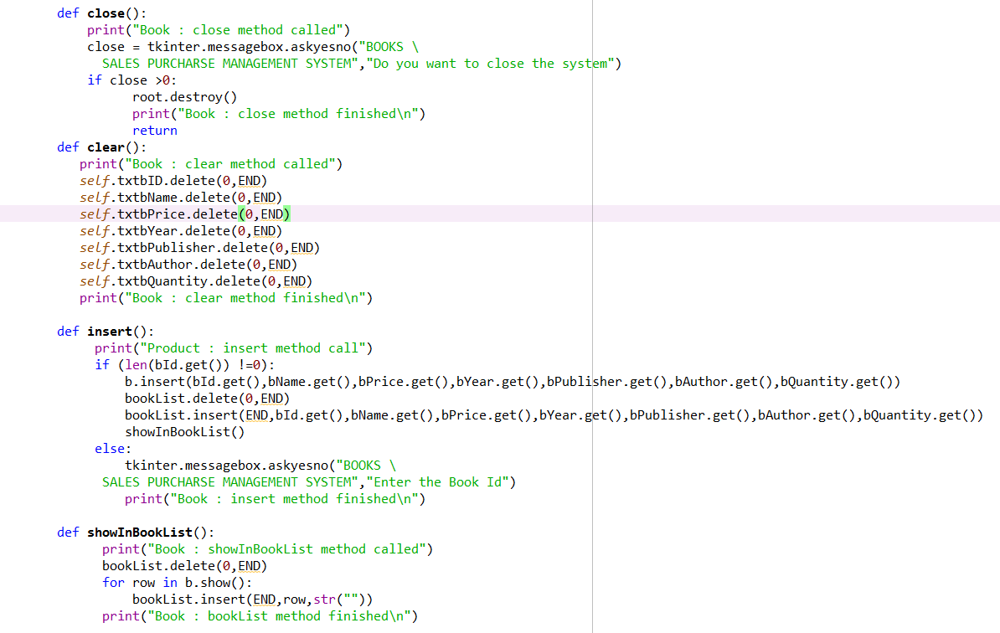 def close():
    print("Book : close method called")
    close = tkinter.messagebox.askyesno("BOOKS \
      SALES PURCHARSE MANAGEMENT SYSTEM","Do you want to close the system")
    if close >0:
          root.destroy()
          print("Book : close method finished\n")
          return
def clear():
   print("Book : clear method called")
   self.txtbID.delete(0,END)
   self.txtbName.delete(0,END)
   self.txtbPrice.delete(0,END)
   self.txtbYear.delete(0,END)
   self.txtbPublisher.delete(0,END)
   self.txtbAuthor.delete(0,END)
   self.txtbQuantity.delete(0,END)
   print("Book : clear method finished\n")

def insert():
     print("Product : insert method call")
     if (len(bId.get()) !=0):
         b.insert(bId.get(),bName.get(),bPrice.get(),bYear.get(),bPublisher.get(),bAuthor.get(),bQuantity.get())
         bookList.delete(0,END)
         bookList.insert(END,bId.get(),bName.get(),bPrice.get(),bYear.get(),bPublisher.get(),bAuthor.get(),bQuantity.get())
         showInBookList()
     else:
         tkinter.messagebox.askyesno("BOOKS \
      SALES PURCHARSE MANAGEMENT SYSTEM","Enter the Book Id")
         print("Book : insert method finished\n")

def showInBookList():
      print("Book : showInBookList method called")
      bookList.delete(0,END)
      for row in b.show():
          bookList.insert(END,row,str(""))
      print("Book : bookList method finished\n")